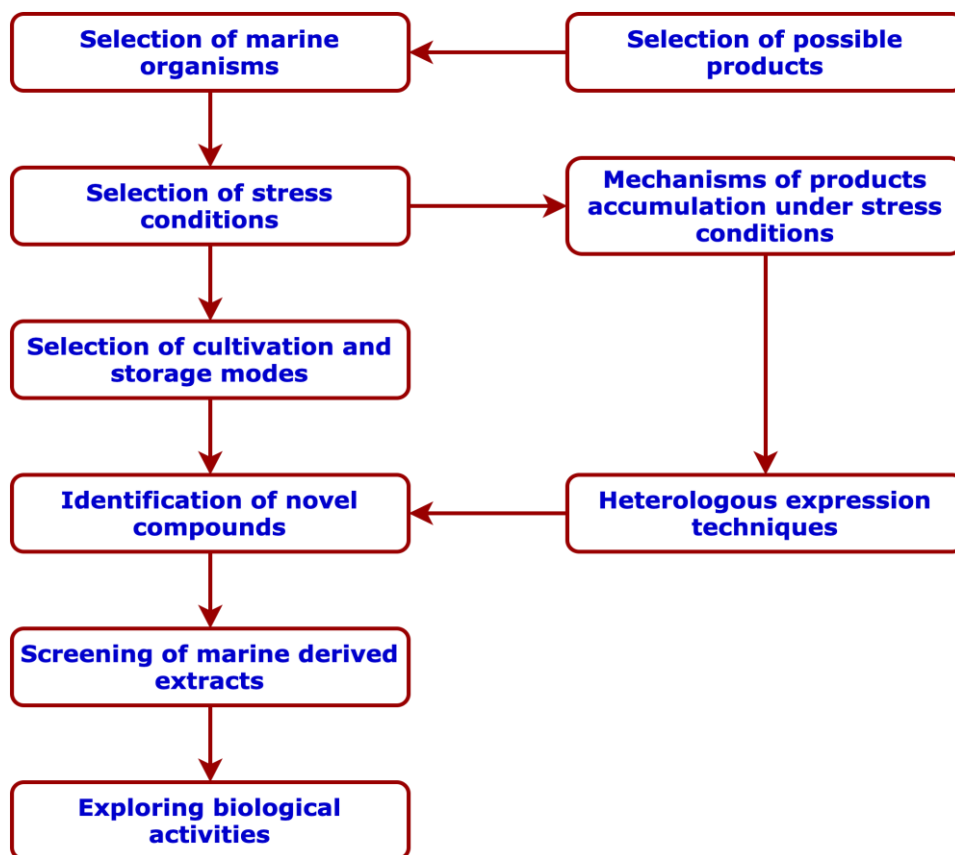 Selection of marine
organisms
Selection of possible
products
Selection of stress
conditions
Mechanisms of products
accumulation under stress
conditions
Selection of cultivation and
storage modes
Identification of novel
compounds
Heterologous expression
techniques
Screening of marine derived
extracts
Exploring biological
activities